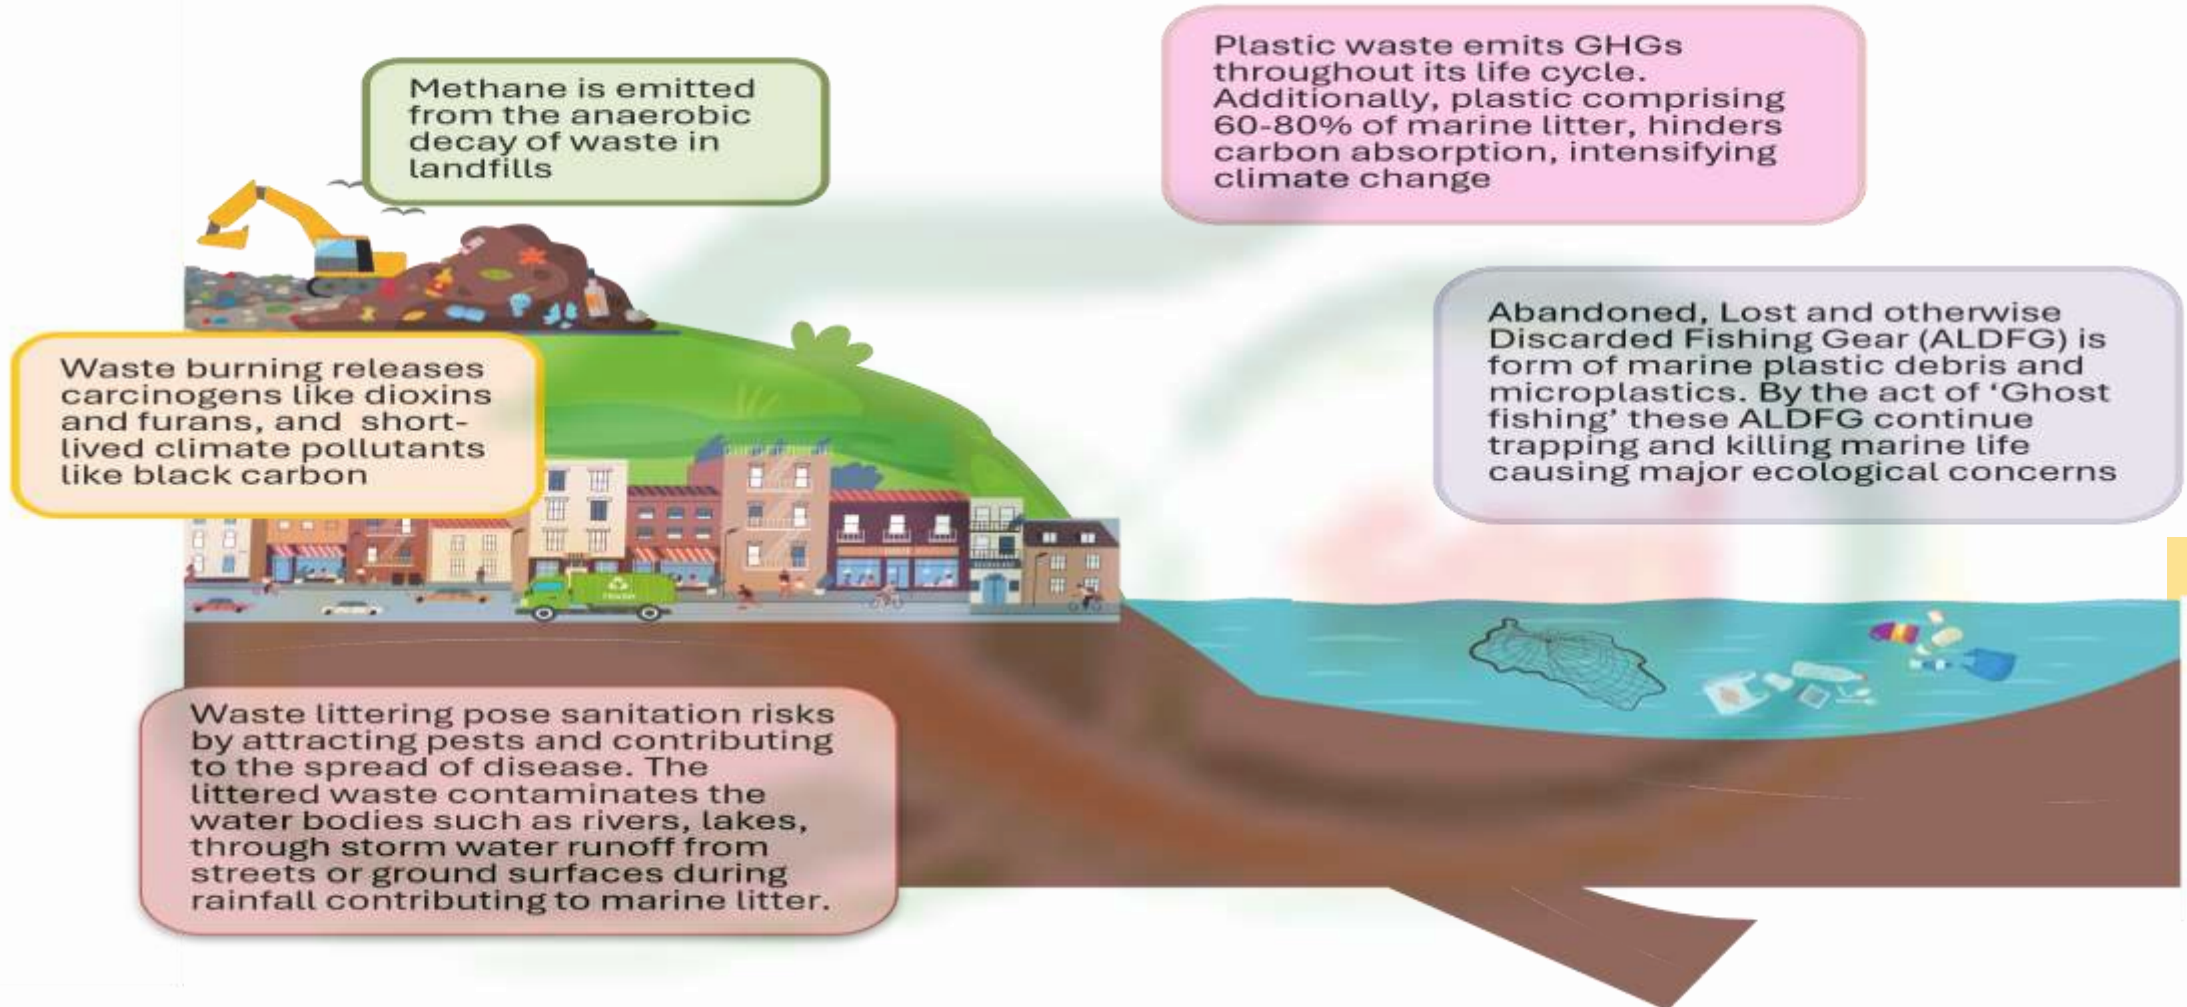 Methane is emitted
from the anaerobic
decay of waste in
landfills
Plastic waste emits GHGs
throughout its life cycle.
Additionally, plastic comprising
60-80% of marine litter, hinders
carbon absorption, intensifying
climate change
Abandoned, Lost and otherwise
Discarded Fishing Gear (ALDFG) is
form of marine plastic debris and
microplastics. By the act of ‘Ghost
fishing’ these ALDFG continue
trapping and killing marine life
causing major ecological concerns
Waste burning releases
carcinogens like dioxins
and furans, and  short-
lived climate pollutants
like black carbon
Waste littering pose sanitation risks
by attracting pests and contributing
to the spread of disease. The
littered waste contaminates the
water bodies such as rivers, lakes,
through storm water runoff from
streets or ground surfaces during
rainfall contributing to marine litter.